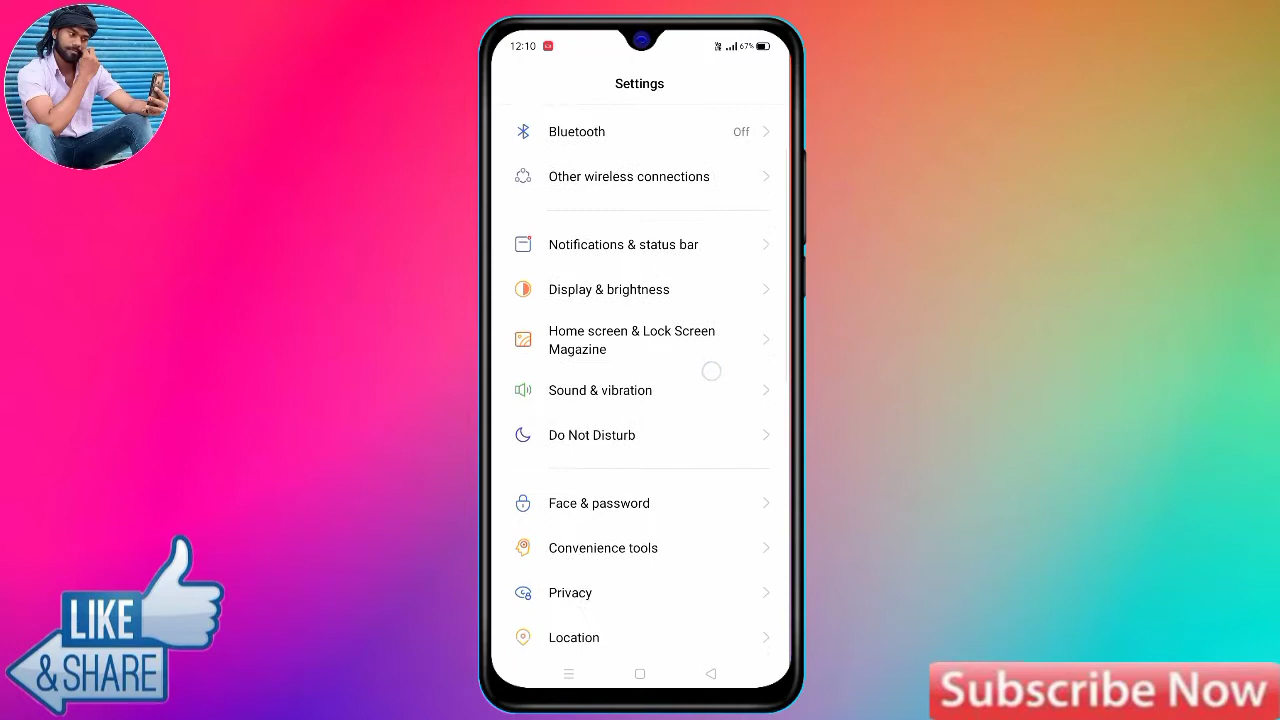 12:10
67%
Settings
Bluetooth Off
Other wireless connections
Notifications & status bar
Display & brightness
Home screen & Lock Screen
Magazine
Sound & vibration
Do Not Disturb
Face & password
Convenience tools
Privacy
Location
LIKE
& SHARE
Subscribe Now